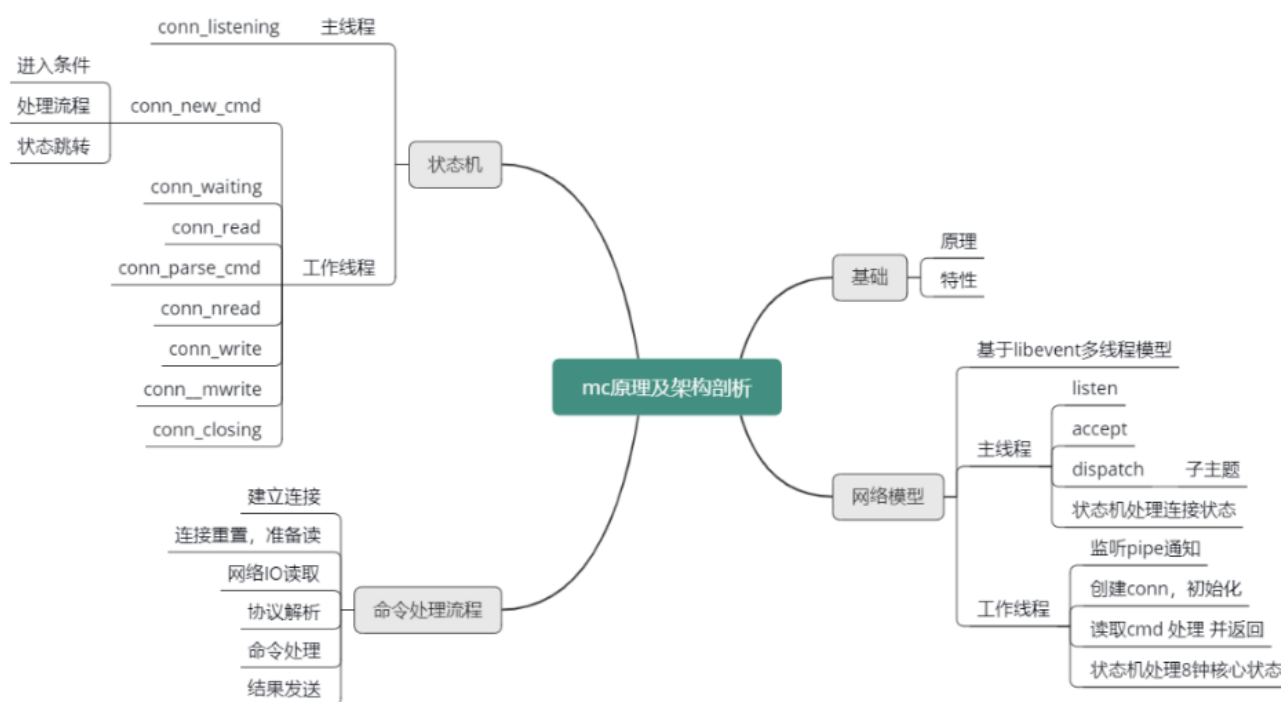 mc原理及架构剖析
基础
原理
特性
网络模型
基于libevent多线程模型
主线程
listen
accept
dispatch
子主题
状态机处理连接状态
工作线程
监听pipe通知
创建conn，初始化
读取cmd 处理 并返回
状态机处理8钟核心状态
状态机
主线程
conn_listening
工作线程
conn_new_cmd
进入条件
处理流程
状态跳转
conn_waiting
conn_read
conn_parse_cmd
conn_nread
conn_write
conn__mwrite
conn_closing
命令处理流程
建立连接
连接重置，准备读
网络IO读取
协议解析
命令处理
结果发送